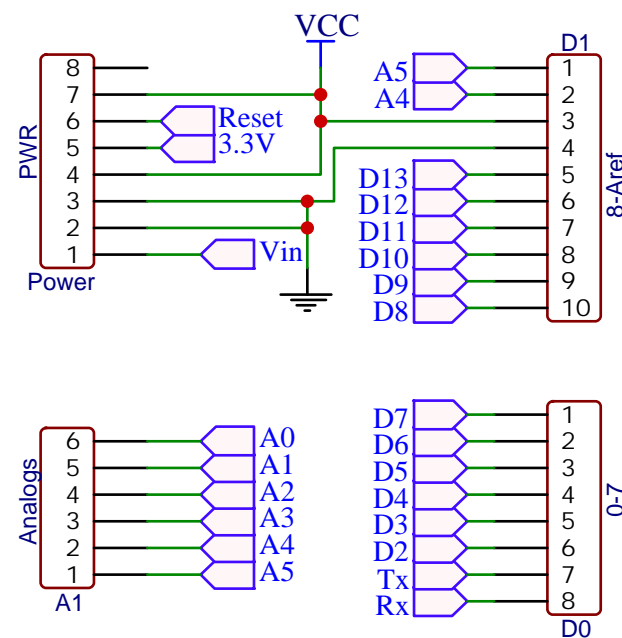 VCC
PWR
8
7
6 Reset
5 3.3V
4
3
2
1 Vin
Power
D1
A5 1
A4 2
3
4
D13 5
D12 6
D11 7
D10 8
D9 9
D8 10
8-Aref
Analogs
6 A0
5 A1
4 A2
3 A3
2 A4
1 A5
A1
D7 1
D6 2
D5 3
D4 4
D3 5
D2 6
Tx 7
Rx 8
0-7
D0